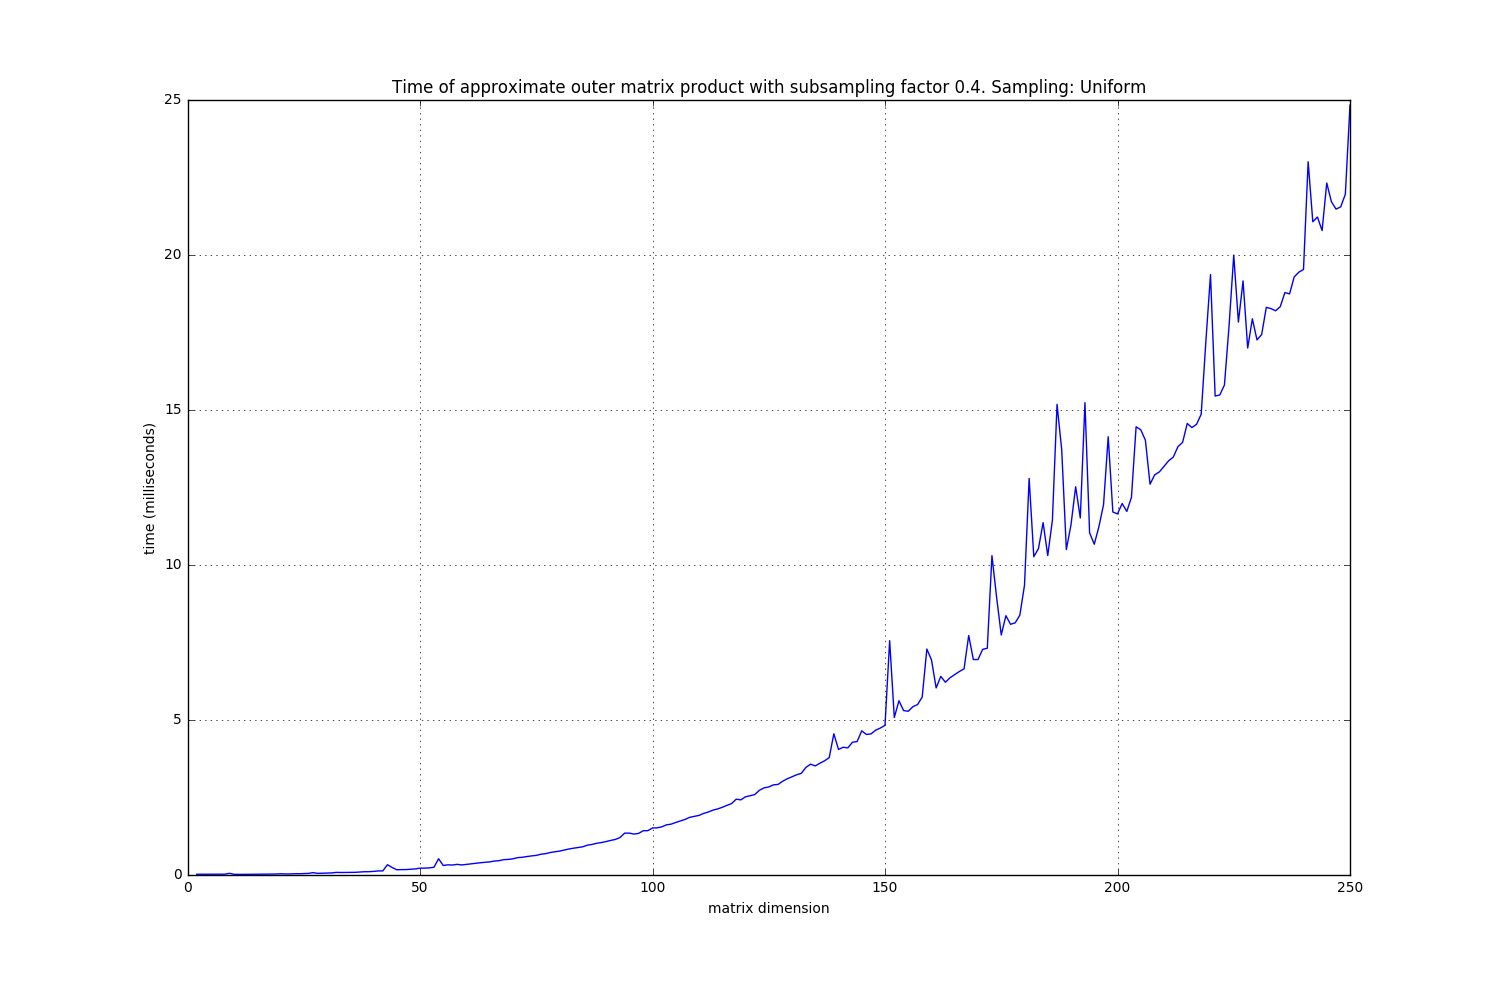 Time of approximate outer matrix product with subsampling factor 0.4. Sampling: Uniform
25
20
15
10
5
0
time (milliseconds)
0 50 100 150 200 250
matrix dimension